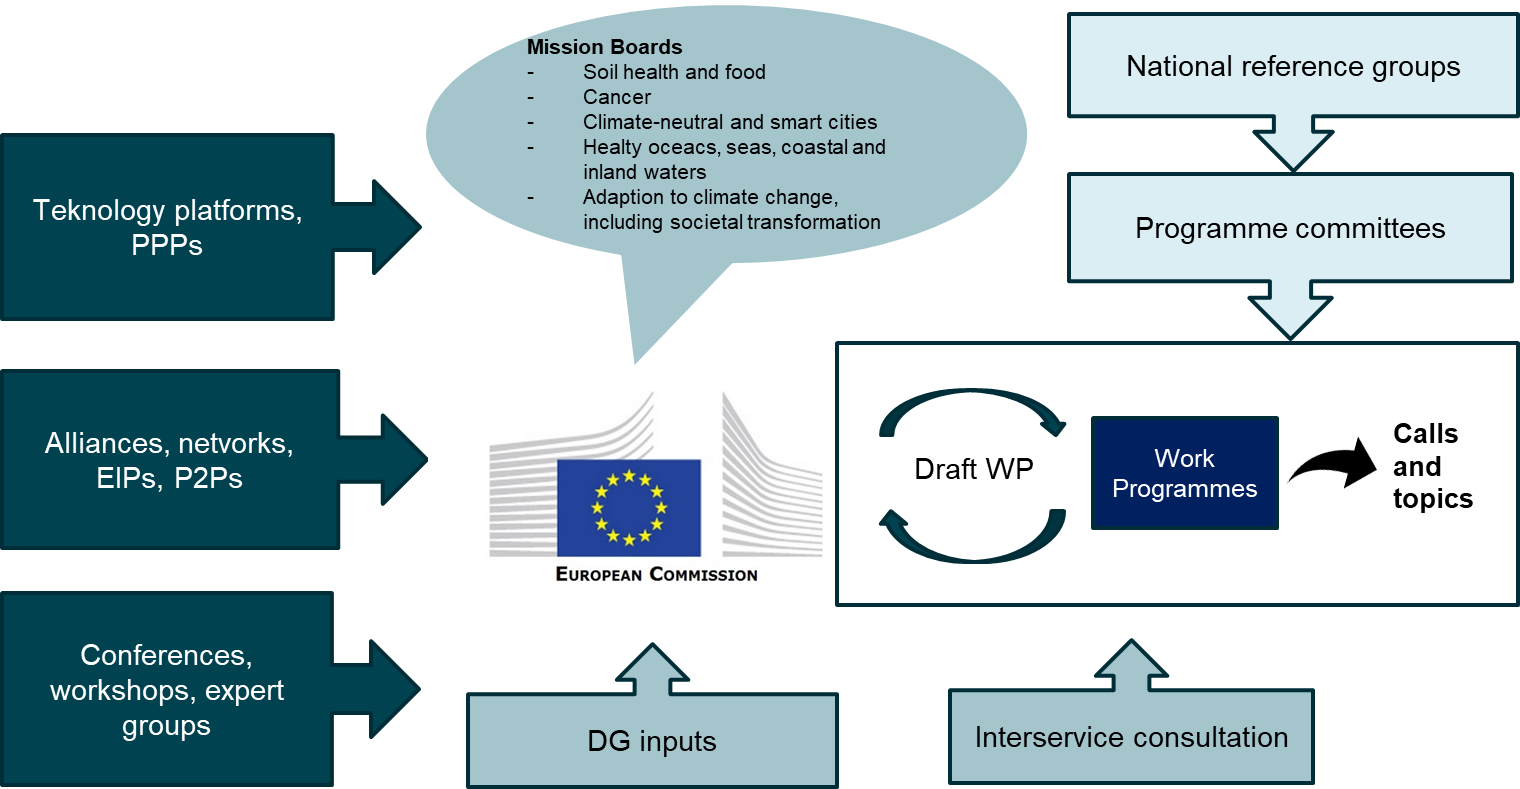 Mission Boards
- Soil health and food
- Cancer
- Climate-neutral and smart cities
- Healty oceacs, seas, coastal and
inland waters
- Adaption to climate change,
including societal transformation
National reference groups
Programme committees
Teknology platforms,
PPPs
Alliances, netvorks,
EIPs, P2Ps
Conferences,
workshops, expert
groups
EUROPEAN COMMISSION
DG inputs
Draft WP
Work
Programmes
Calls
and
topics
Interservice consultation